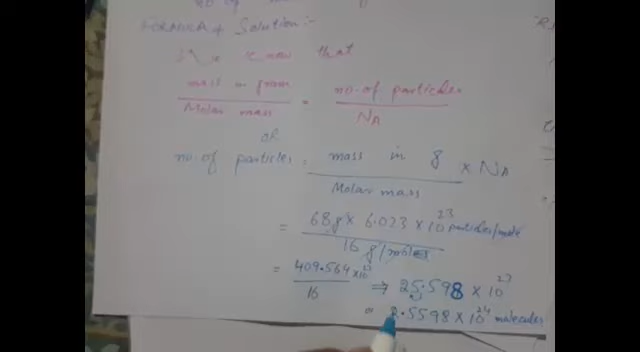 FORMULA & Solution:-
As we know that
mass in gram / Molar mass = no. of particles / NA
or
no. of particles = mass in g / Molar mass × NA
= 68g × 6.023 × 10^23 particles/mole / 16 g/moles
= 409.564 × 10^23 / 16 ⇒ 25.598 × 10^23
= 2.5598 × 10^24 molecules